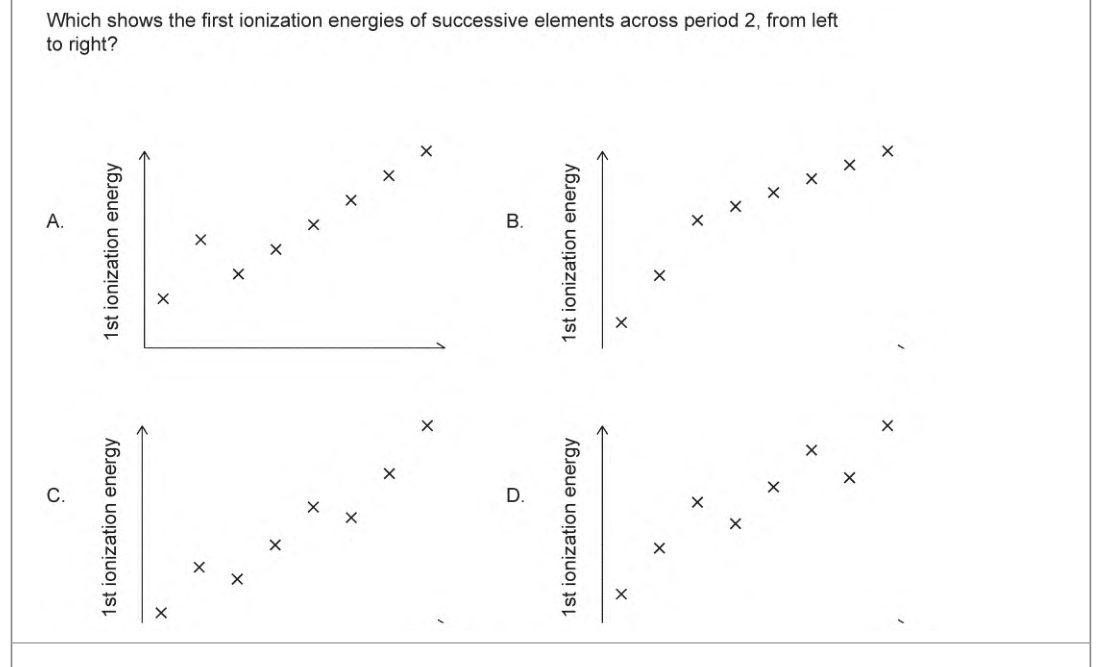 Which shows the first ionization energies of successive elements across period 2, from left
to right?
A.
1st ionization energy
B.
1st ionization energy
C.
1st ionization energy
D.
1st ionization energy